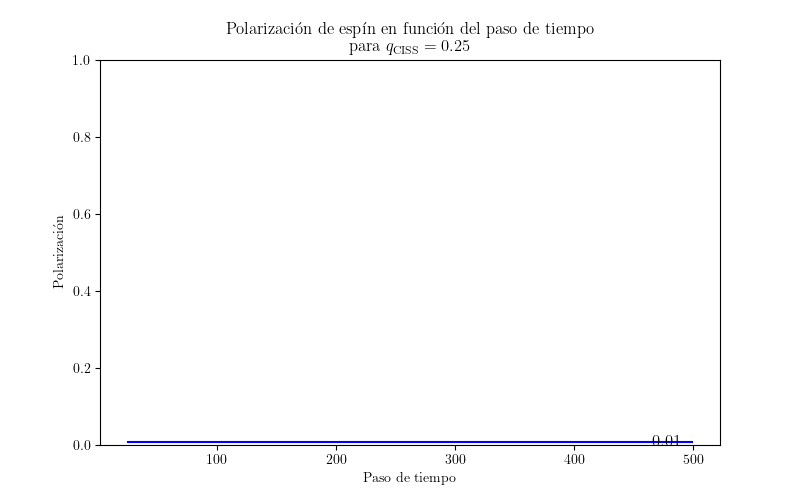 Polarización de espín en función del paso de tiempo
para q_CISS = 0.25
1.0
0.8
0.6
0.4
0.2
0.0
Polarización
0.01
100 200 300 400 500
Paso de tiempo